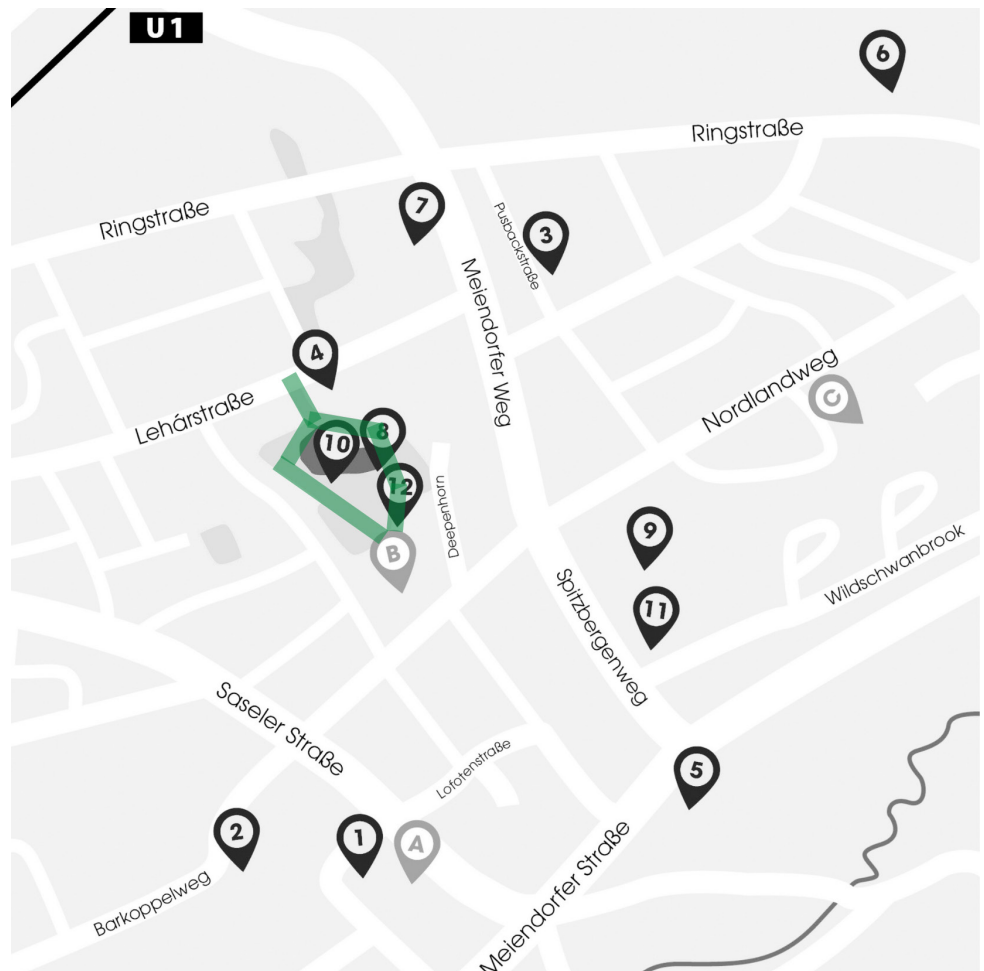 U1
6
Ringstraße
7
Ringstraße
Pusbackstraße
3
Meiendorfer Weg
4
Nordlandweg
C
Lehárstraße
8
10
12
Deepenhorn
9
B
Wildschwanbrook
11
Spitzbergenweg
Saseler Straße
Lofotenstraße
5
2
1
A
Meiendorfer Straße
Barkoppelweg